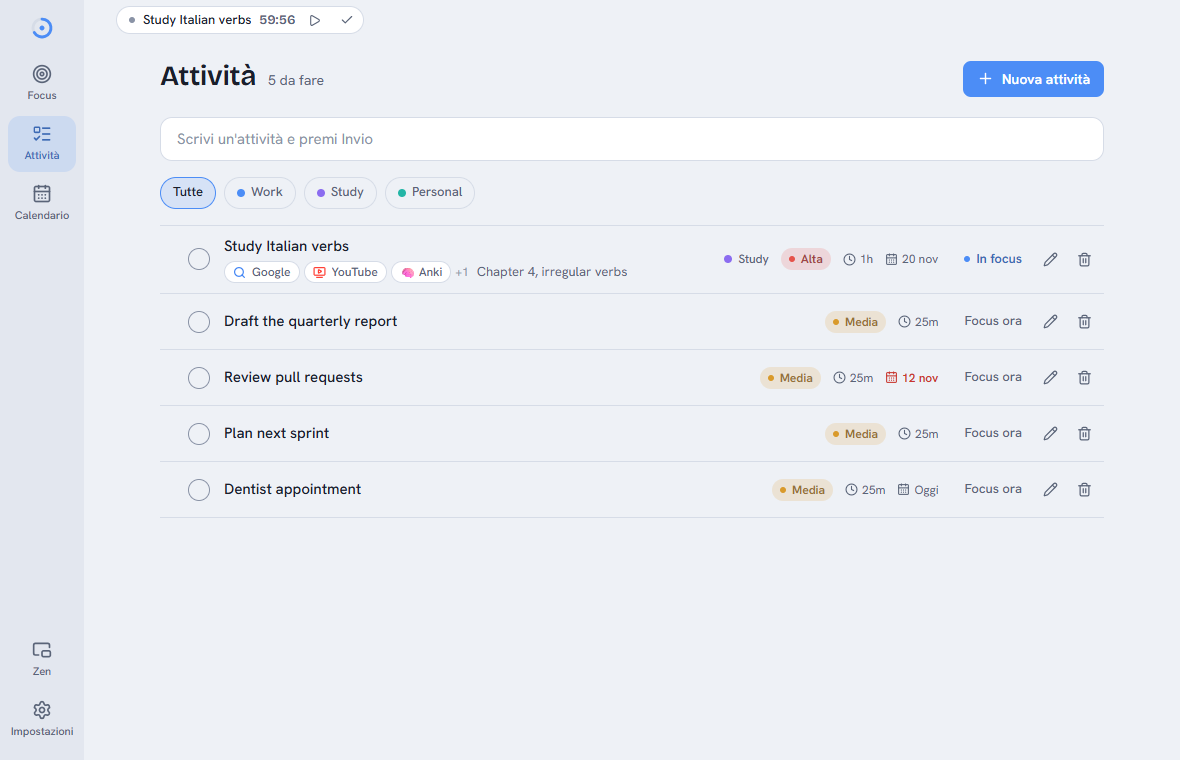 Study Italian verbs 59:56
Focus
Attività
Calendario
Zen
Impostazioni
Attività 5 da fare
Nuova attività
Scrivi un'attività e premi Invio
Tutte Work Study Personal
Study Italian verbs
Google YouTube Anki +1 Chapter 4, irregular verbs
Study Alta 1h 20 nov In focus
Draft the quarterly report Media 25m Focus ora
Review pull requests Media 25m 12 nov Focus ora
Plan next sprint Media 25m Focus ora
Dentist appointment Media 25m Oggi Focus ora